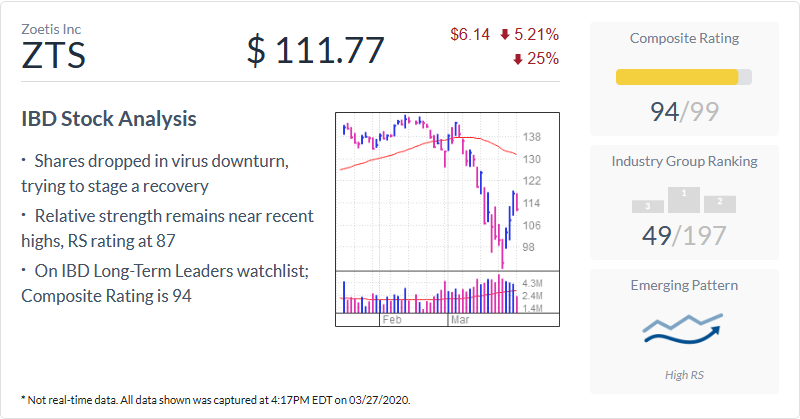 Zoetis Inc
ZTS
$ 111.77
$6.14 5.21%
25%
IBD Stock Analysis
• Shares dropped in virus downturn,
trying to stage a recovery
• Relative strength remains near recent
highs, RS rating at 87
• On IBD Long-Term Leaders watchlist;
Composite Rating is 94
138
130
122
114
106
98
4.3M
2.4M
1.4M
Feb Mar
Composite Rating
94/99
Industry Group Ranking
3 1 2
49/197
Emerging Pattern
High RS
* Not real-time data. All data shown was captured at 4:17PM EDT on 03/27/2020.